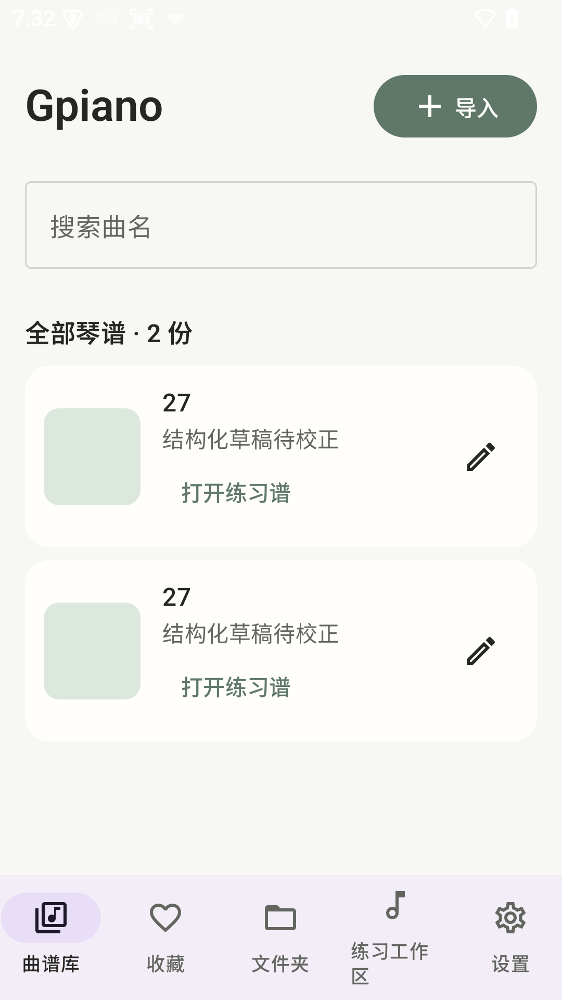 7:32
Gpiano
导入
搜索曲名
全部琴谱 · 2 份
27
结构化草稿待校正
打开练习谱
27
结构化草稿待校正
打开练习谱
曲谱库
收藏
文件夹
练习工作
区
设置